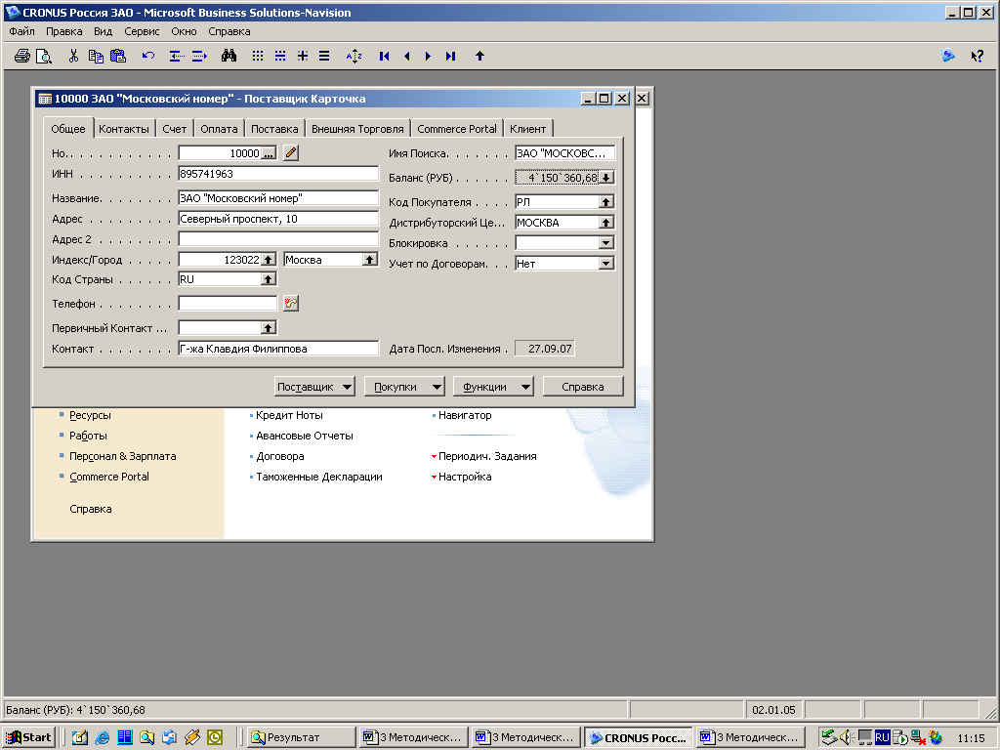 CRONUS Россия ЗАО - Microsoft Business Solutions-Navision
Файл Правка Вид Сервис Окно Справка
10000 ЗАО "Московский номер" - Поставщик Карточка
Общее Контакты Счет Оплата Поставка Внешняя Торговля Commerce Portal Клиент
Но. . . . . . . . . . . . 10000 ... Имя Поиска. . . . . . . ЗАО "МОСКОВС...
ИНН . . . . . . . . . . 895741963 Баланс (РУБ) . . . . . . 4`150`360,68
Название. . . . . . . . ЗАО "Московский номер" Код Покупателя . . . . РЛ
Адрес . . . . . . . . . . Северный проспект, 10 Дистрибуторский Це... МОСКВА
Адрес 2 . . . . . . . . . Блокировка . . . . . . .
Индекс/Город . . . . . 123022 Москва Учет по Договорам. . . Нет
Код Страны . . . . . . RU
Телефон . . . . . . . .
Первичный Контакт ...
Контакт . . . . . . . . Г-жа Клавдия Филиппова Дата Посл. Изменения . 27.09.07
Поставщик Покупки Функции Справка
Ресурсы Кредит Ноты Навигатор
Работы Авансовые Отчеты
Персонал & Зарплата Договора Периодич. Задания
Commerce Portal Таможенные Декларации Настройка
Справка
Баланс (РУБ): 4`150`360,68 02.01.05
Start Результат 3 Методическ... 3 Методическ... CRONUS Росс... 3 Методическ... RU 11:15